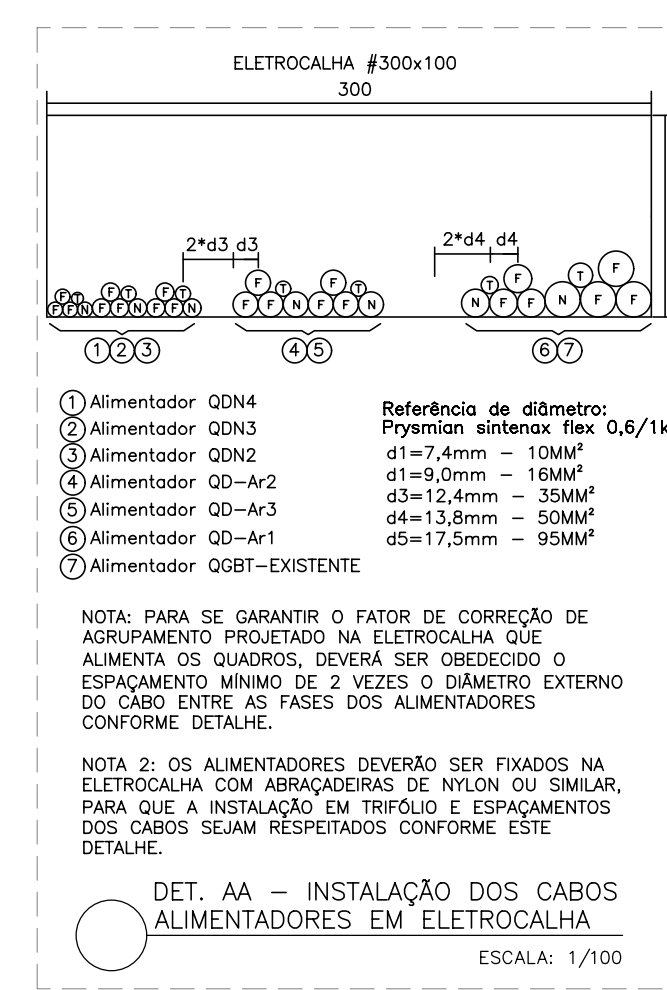 ELETROCALHA #300x100
300
2*d3 d3
2*d4 d4
F T F F N F T F F N F T F F N
F T F F N F T F F N
T F N F F T F N F F
1 2 3
4 5
6 7
1 Alimentador QDN4
2 Alimentador QDN3
3 Alimentador QDN2
4 Alimentador QD-Ar2
5 Alimentador QD-Ar3
6 Alimentador QD-Ar1
7 Alimentador QGBT-EXISTENTE
Referência de diâmetro:
Prysmian sintenax flex 0,6/1k
d1=7,4mm - 10MM²
d1=9,0mm - 16MM²
d3=12,4mm - 35MM²
d4=13,8mm - 50MM²
d5=17,5mm - 95MM²
NOTA: PARA SE GARANTIR O FATOR DE CORREÇÃO DE
AGRUPAMENTO PROJETADO NA ELETROCALHA QUE
ALIMENTA OS QUADROS, DEVERÁ SER OBEDECIDO O
ESPAÇAMENTO MÍNIMO DE 2 VEZES O DIÂMETRO EXTERNO
DO CABO ENTRE AS FASES DOS ALIMENTADORES
CONFORME DETALHE.
NOTA 2: OS ALIMENTADORES DEVERÃO SER FIXADOS NA
ELETROCALHA COM ABRAÇADEIRAS DE NYLON OU SIMILAR,
PARA QUE A INSTALAÇÃO EM TRIFÓLIO E ESPAÇAMENTOS
DOS CABOS SEJAM RESPEITADOS CONFORME ESTE
DETALHE.
DET. AA - INSTALAÇÃO DOS CABOS
ALIMENTADORES EM ELETROCALHA
ESCALA: 1/100